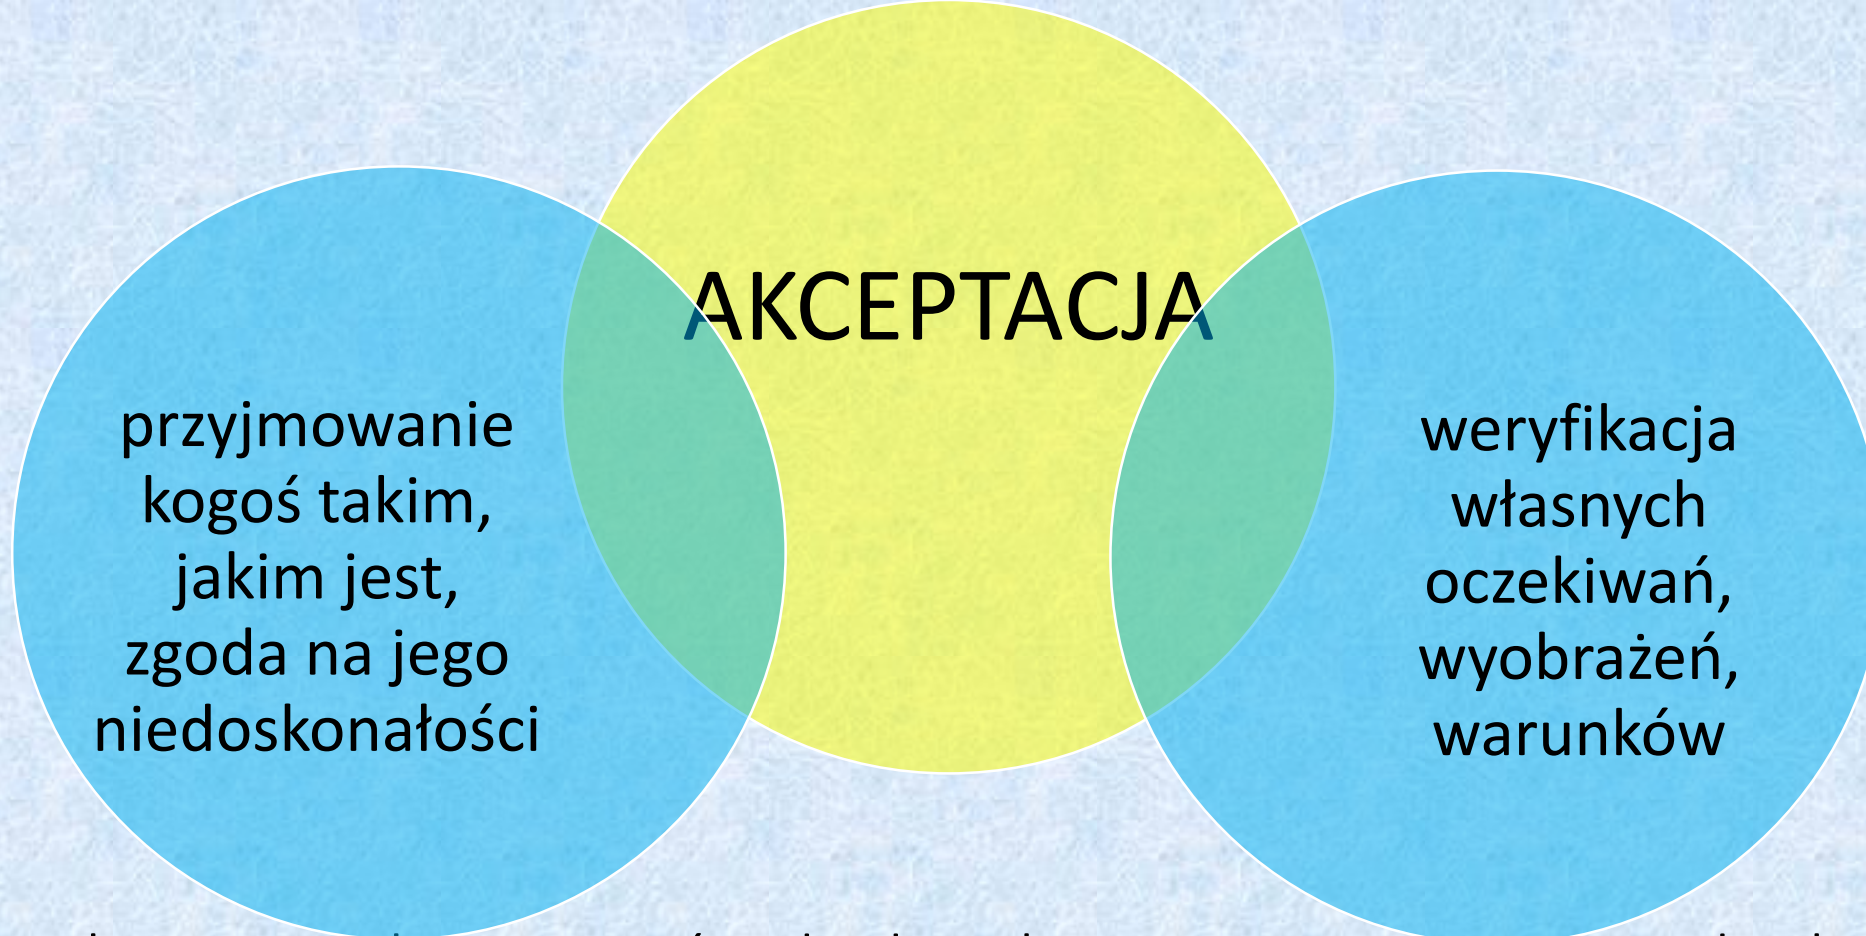 AKCEPTACJA
przyjmowanie
kogoś takim,
jakim jest,
zgoda na jego
niedoskonałości
weryfikacja
własnych
oczekiwań,
wyobrażeń,
warunków